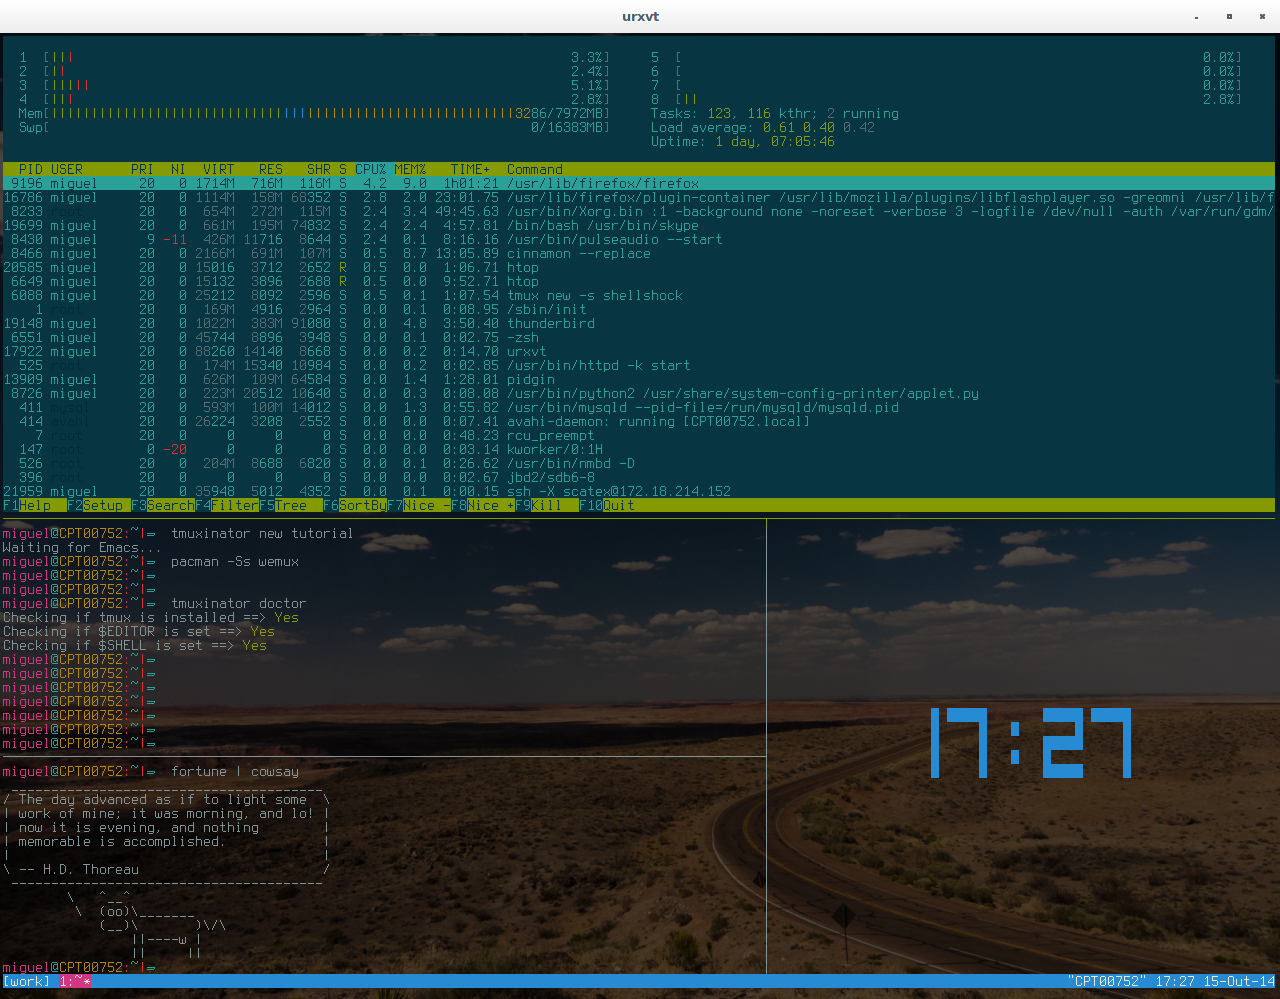 urxvt
1 [||| 3.3%] 5 [ 0.0%]
2 [|| 2.4%] 6 [ 0.0%]
3 [||||| 5.1%] 7 [ 0.0%]
4 [||| 2.8%] 8 [|| 2.8%]
Mem[||||||||||||||||||||||||||||||||||||||||||||||||||||||||||3286/7972MB] Tasks: 123, 116 kthr; 2 running
Swp[ 0/16383MB] Load average: 0.61 0.40 0.42
Uptime: 1 day, 07:05:46
PID USER PRI NI VIRT RES SHR S CPU% MEM% TIME+ Command
9196 miguel 20 0 1714M 716M 116M S 4.2 9.0 1h01:21 /usr/lib/firefox/firefox
16786 miguel 20 0 1114M 158M 68352 S 2.8 2.0 23:01.75 /usr/lib/firefox/plugin-container /usr/lib/mozilla/plugins/libflashplayer.so -greomni /usr/lib/f
8233 root 20 0 654M 272M 115M S 2.4 3.4 49:45.63 /usr/bin/Xorg.bin :1 -background none -noreset -verbose 3 -logfile /dev/null -auth /var/run/gdm/
19699 miguel 20 0 661M 195M 74832 S 2.4 2.4 4:57.81 /bin/bash /usr/bin/skype
8430 miguel 9 -11 426M 11716 8644 S 2.4 0.1 8:16.16 /usr/bin/pulseaudio --start
8466 miguel 20 0 2166M 691M 107M S 0.5 8.7 13:05.89 cinnamon --replace
20585 miguel 20 0 15016 3712 2652 R 0.5 0.0 1:06.71 htop
6649 miguel 20 0 15132 3896 2688 R 0.5 0.0 9:52.71 htop
6088 miguel 20 0 25212 8092 2596 S 0.5 0.1 1:07.54 tmux new -s shellshock
1 root 20 0 169M 4916 2964 S 0.0 0.1 0:08.95 /sbin/init
19148 miguel 20 0 1022M 383M 91080 S 0.0 4.8 3:50.40 thunderbird
6551 miguel 20 0 45744 8896 3948 S 0.0 0.1 0:02.75 -zsh
17922 miguel 20 0 88260 14140 8668 S 0.0 0.2 0:14.70 urxvt
525 root 20 0 174M 15340 10984 S 0.0 0.2 0:02.85 /usr/bin/httpd -k start
13909 miguel 20 0 626M 109M 64584 S 0.0 1.4 1:28.01 pidgin
8726 miguel 20 0 223M 20512 10640 S 0.0 0.3 0:08.08 /usr/bin/python2 /usr/share/system-config-printer/applet.py
411 mysql 20 0 593M 100M 14012 S 0.0 1.3 0:55.82 /usr/bin/mysqld --pid-file=/run/mysqld/mysqld.pid
414 avahi 20 0 26224 3208 2552 S 0.0 0.0 0:07.41 avahi-daemon: running [CPT00752.local]
7 root 20 0 0 0 0 S 0.0 0.0 0:48.23 rcu_preempt
147 root 0 -20 0 0 0 S 0.0 0.0 0:03.14 kworker/0:1H
526 root 20 0 204M 8688 6820 S 0.0 0.1 0:26.62 /usr/bin/nmbd -D
396 root 20 0 0 0 0 S 0.0 0.0 0:02.67 jbd2/sdb6-8
21959 miguel 20 0 35948 5012 4352 S 0.0 0.1 0:00.15 ssh -X scatex@172.18.214.152
F1Help F2Setup F3SearchF4FilterF5Tree F6SortByF7Nice -F8Nice +F9Kill F10Quit
miguel@CPT00752:~|⇒ tmuxinator new tutorial
Waiting for Emacs...
miguel@CPT00752:~|⇒ pacman -Ss wemux
miguel@CPT00752:~|⇒
miguel@CPT00752:~|⇒
miguel@CPT00752:~|⇒ tmuxinator doctor
Checking if tmux is installed ==> Yes
Checking if $EDITOR is set ==> Yes
Checking if $SHELL is set ==> Yes
miguel@CPT00752:~|⇒
miguel@CPT00752:~|⇒
miguel@CPT00752:~|⇒
miguel@CPT00752:~|⇒
miguel@CPT00752:~|⇒
miguel@CPT00752:~|⇒
miguel@CPT00752:~|⇒
17:27
miguel@CPT00752:~|⇒ fortune | cowsay
 _______________________________________
/ The day advanced as if to light some  \
| work of mine; it was morning, and lo! |
| now it is evening, and nothing        |
| memorable is accomplished.            |
|                                       |
\ -- H.D. Thoreau                       /
 ---------------------------------------
        \   ^__^
         \  (oo)\_______
            (__)\       )\/\
                ||----w |
                ||     ||
miguel@CPT00752:~|⇒
[work] 1:~* "CPT00752" 17:27 15-Out-14